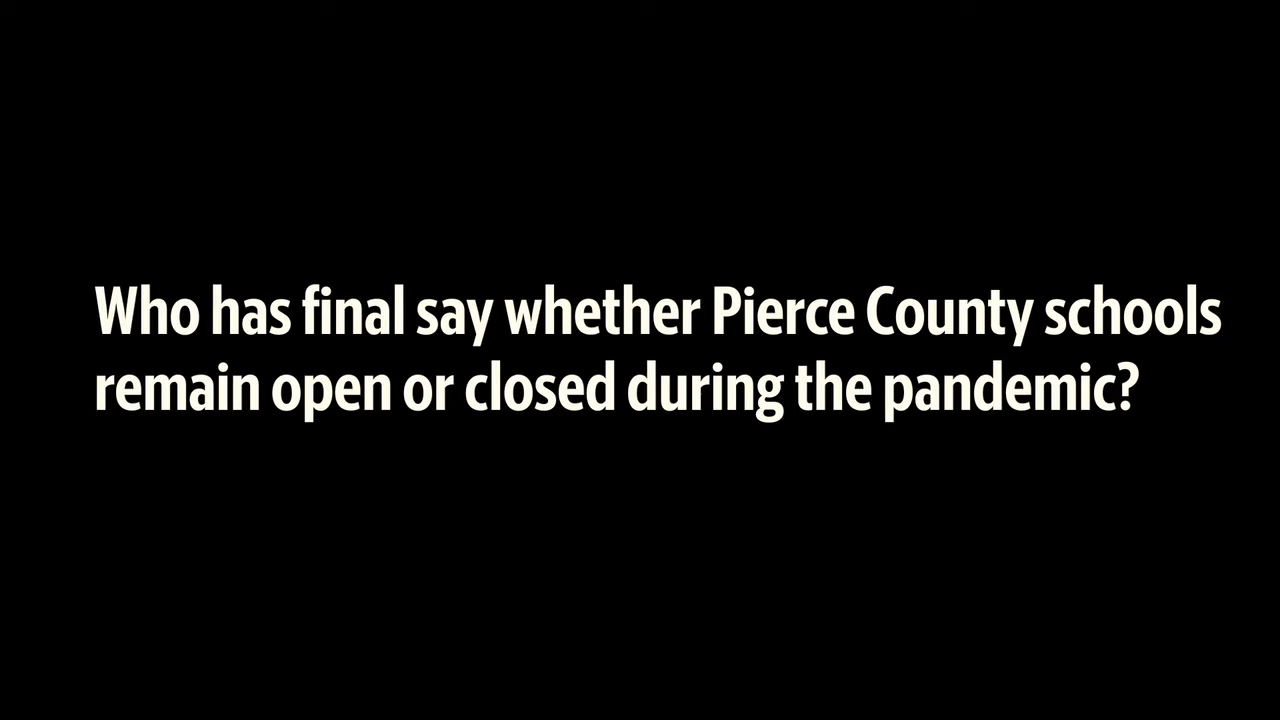 Who has final say whether Pierce County schools
remain open or closed during the pandemic?